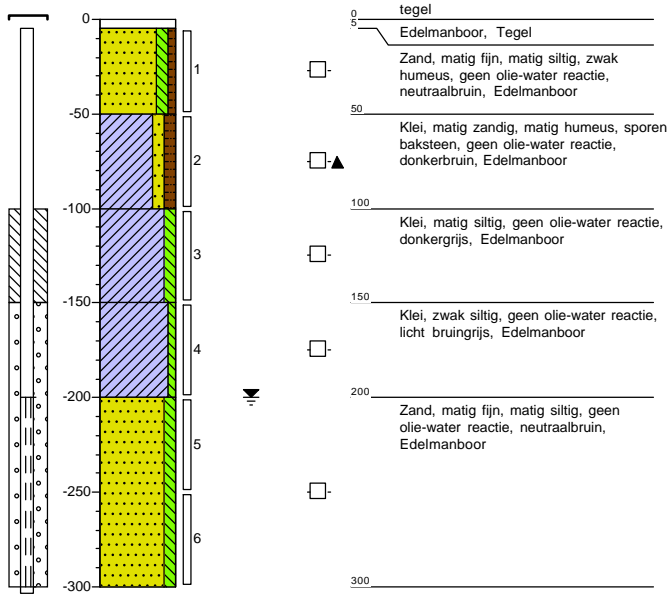 0
-50
-100
-150
-200
-250
-300
1
2
3
4
5
6
0
tegel
5
Edelmanboor, Tegel
Zand, matig fijn, matig siltig, zwak
humeus, geen olie-water reactie,
neutraalbruin, Edelmanboor
50
Klei, matig zandig, matig humeus, sporen
baksteen, geen olie-water reactie,
donkerbruin, Edelmanboor
100
Klei, matig siltig, geen olie-water reactie,
donkergrijs, Edelmanboor
150
Klei, zwak siltig, geen olie-water reactie,
licht bruingrijs, Edelmanboor
200
Zand, matig fijn, matig siltig, geen
olie-water reactie, neutraalbruin,
Edelmanboor
300